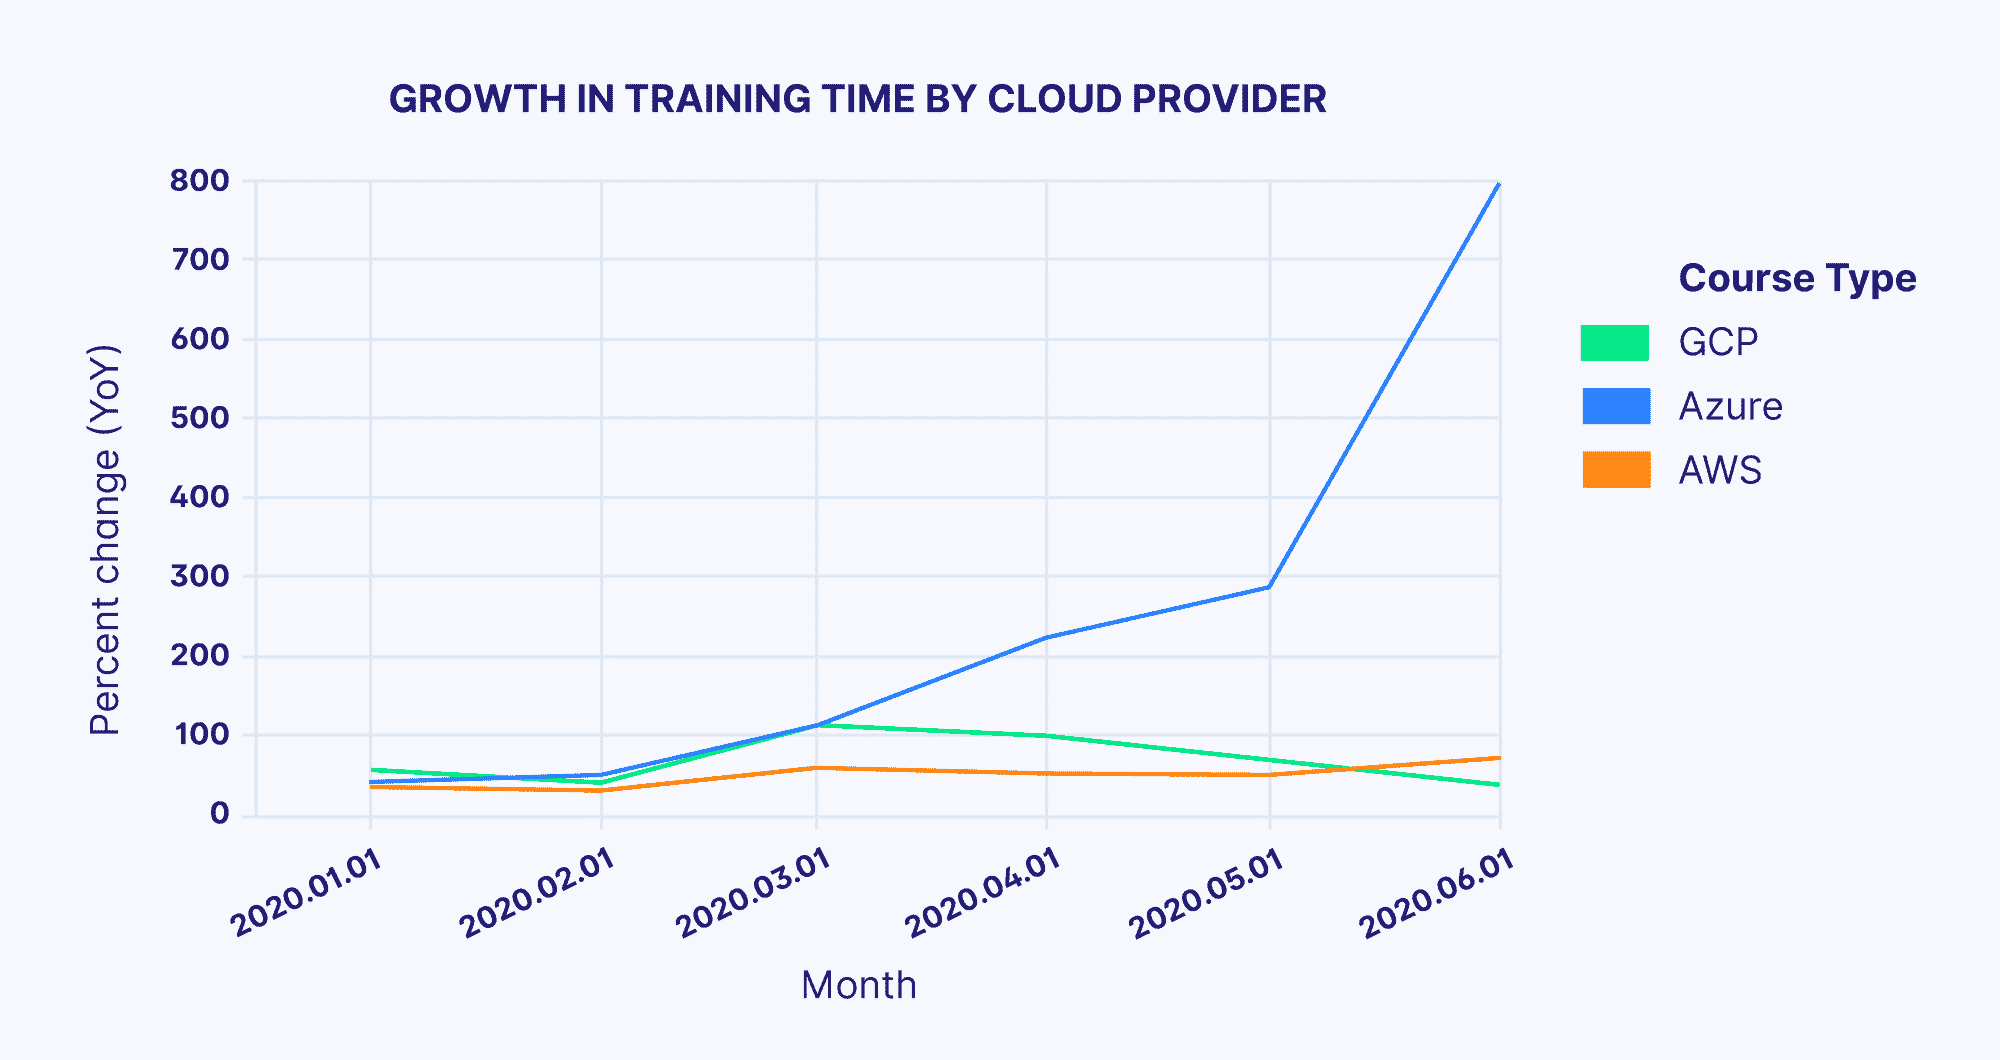 GROWTH IN TRAINING TIME BY CLOUD PROVIDER
Percent change (YoY)
800
700
600
500
400
300
200
100
0
2020.01.01
2020.02.01
2020.03.01
2020.04.01
2020.05.01
2020.06.01
Month
Course Type
GCP
Azure
AWS